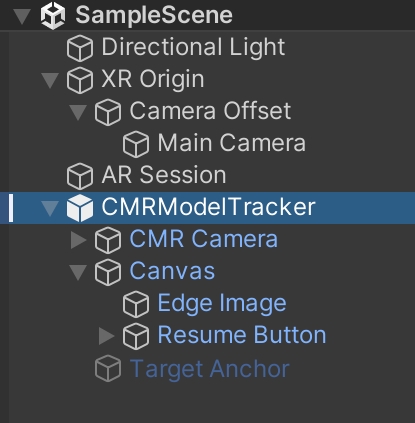 SampleScene
Directional Light
XR Origin
Camera Offset
Main Camera
AR Session
CMRModelTracker
CMR Camera
Canvas
Edge Image
Resume Button
Target Anchor